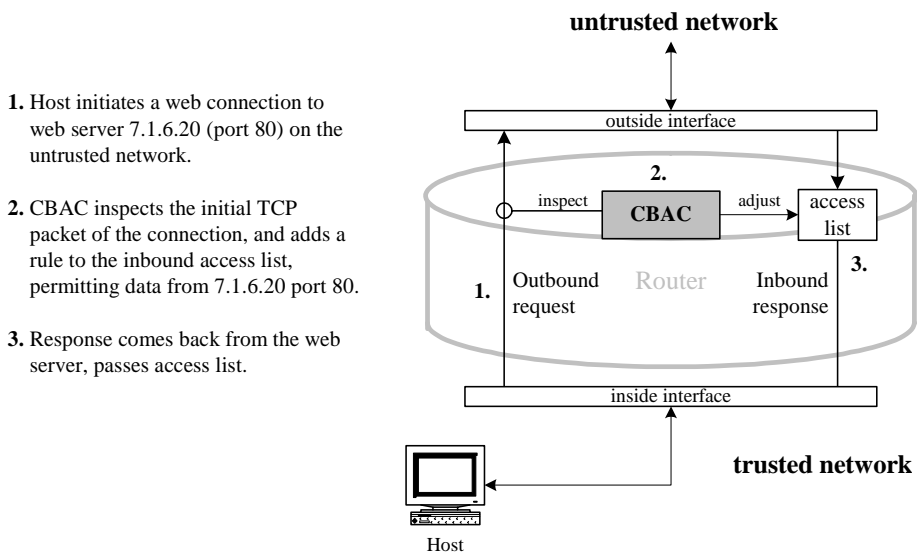 1. Host initiates a web connection to
web server 7.1.6.20 (port 80) on the
untrusted network.
2. CBAC inspects the initial TCP
packet of the connection, and adds a
rule to the inbound access list,
permitting data from 7.1.6.20 port 80.
3. Response comes back from the web
server, passes access list.
untrusted network
outside interface
2.
inspect
CBAC
adjust
access
list
3.
1.
Outbound
request
Router
Inbound
response
inside interface
trusted network
Host